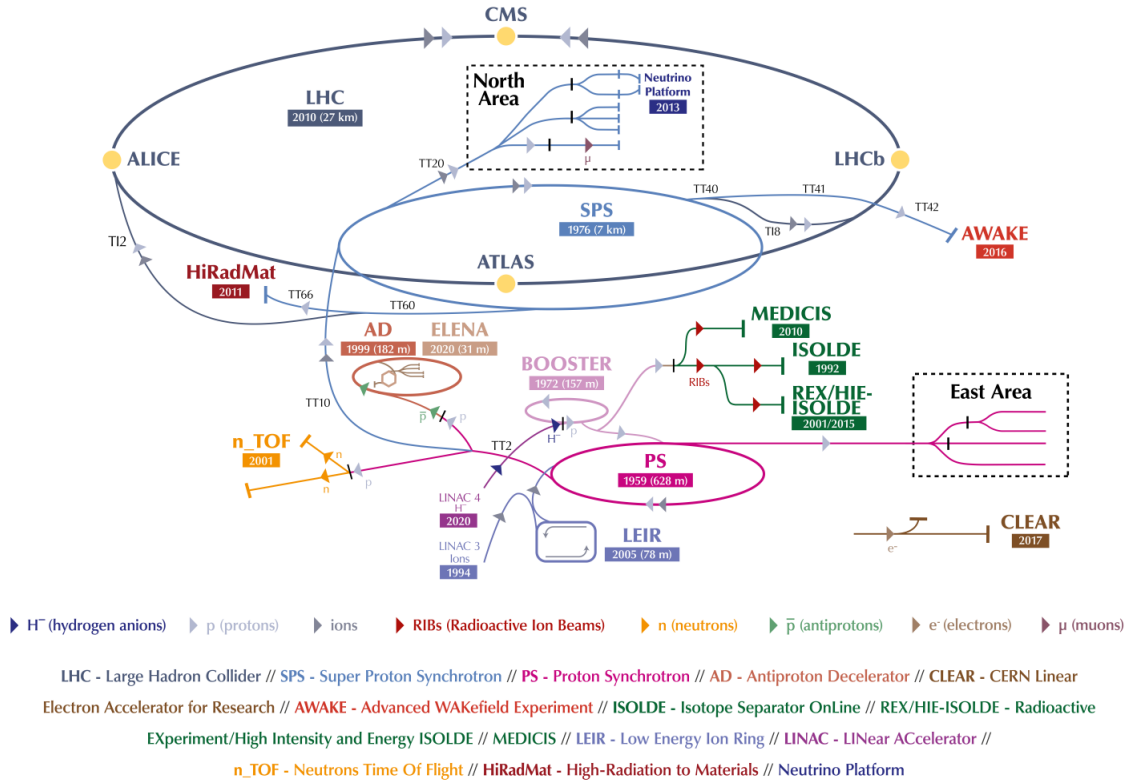 CMS
North
Area
Neutrino
Platform
2013
LHC
2010 (27 km)
μ
ALICE
LHCb
TT20
TT40
TT41
TT42
SPS
1976 (7 km)
TI8
TI2
AWAKE
2016
ATLAS
HiRadMat
2011
TT66
TT60
MEDICIS
2010
AD
1999 (182 m)
ELENA
2020 (31 m)
ISOLDE
1992
BOOSTER
1972 (157 m)
RIBs
REX/HIE-
ISOLDE
2001/2015
East Area
TT10
p̄
p
H⁻
p
n_TOF
2001
n
n
p
TT2
PS
1959 (628 m)
LINAC 4
H⁻
2020
LINAC 3
Ions
1994
LEIR
2005 (78 m)
e-
CLEAR
2017
H⁻ (hydrogen anions)
p (protons)
ions
RIBs (Radioactive Ion Beams)
n (neutrons)
p̄ (antiprotons)
e- (electrons)
μ (muons)
LHC - Large Hadron Collider // SPS - Super Proton Synchrotron // PS - Proton Synchrotron // AD - Antiproton Decelerator // CLEAR - CERN Linear
Electron Accelerator for Research // AWAKE - Advanced WAKefield Experiment // ISOLDE - Isotope Separator OnLine // REX/HIE-ISOLDE - Radioactive
EXperiment/High Intensity and Energy ISOLDE // MEDICIS // LEIR - Low Energy Ion Ring // LINAC - LINear ACcelerator //
n_TOF - Neutrons Time Of Flight // HiRadMat - High-Radiation to Materials // Neutrino Platform